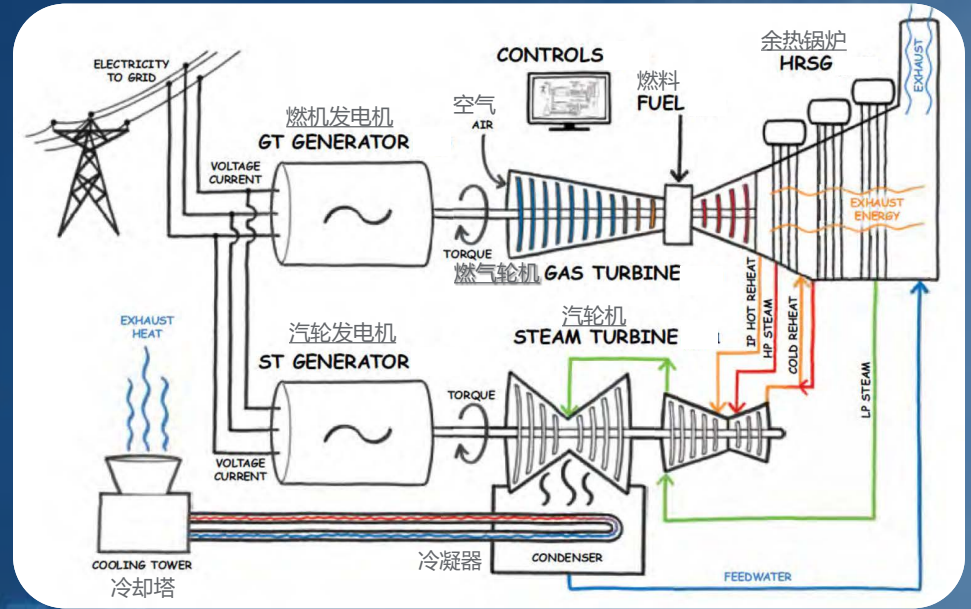 ELECTRICITY
TO GRID
CONTROLS
余热锅炉
HRSG
EXHAUST
燃料
FUEL
空气
AIR
燃机发电机
GT GENERATOR
VOLTAGE
CURRENT
TORQUE
燃气轮机 GAS TURBINE
EXHAUST
ENERGY
IP HOT REHEAT
HP STEAM
COLD REHEAT
LP STEAM
EXHAUST
HEAT
汽轮发电机
ST GENERATOR
汽轮机
STEAM TURBINE
TORQUE
VOLTAGE
CURRENT
COOLING TOWER
冷却塔
冷凝器
CONDENSER
FEEDWATER